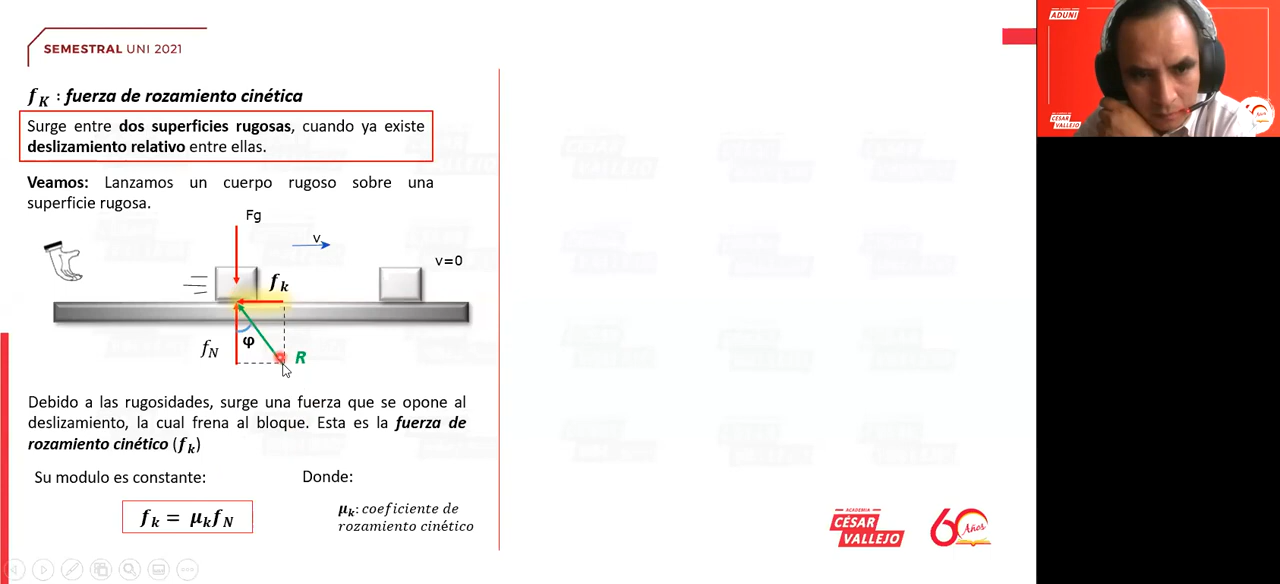 SEMESTRAL UNI 2021
f_K : fuerza de rozamiento cinética
Surge entre dos superficies rugosas, cuando ya existe
deslizamiento relativo entre ellas.
Veamos: Lanzamos un cuerpo rugoso sobre una
superficie rugosa.
Fg
v
v=0
f_k
f_N
φ
R
Debido a las rugosidades, surge una fuerza que se opone al
deslizamiento, la cual frena al bloque. Esta es la fuerza de
rozamiento cinético (f_k)
Su modulo es constante:
Donde:
f_k = μ_k f_N
μ_k: coeficiente de
rozamiento cinético
ACADEMIA
CÉSAR
VALLEJO
60 Años
ADUNI
CÉSAR
VALLEJO